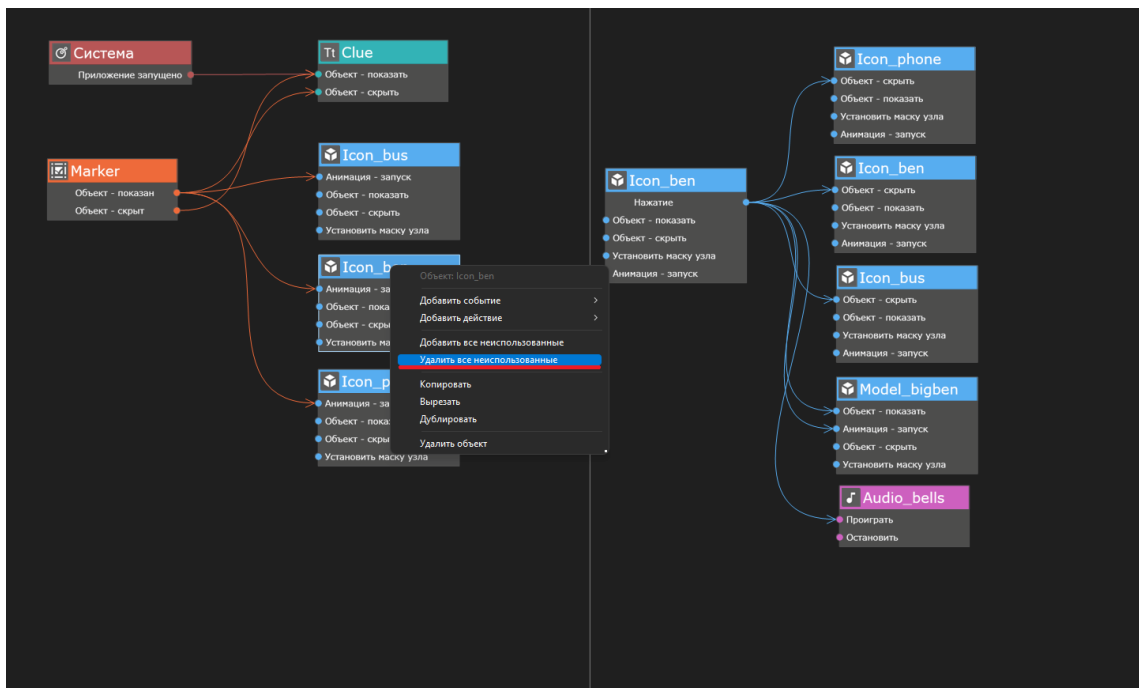 Система
Приложение запущено
Tt Clue
Объект - показать
Объект - скрыть
Marker
Объект - показан
Объект - скрыт
Icon_bus
Анимация - запуск
Объект - показать
Объект - скрыть
Установить маску узла
Icon_b
Анимация - за
Объект - пока
Объект - скры
Установить ма
Icon_p
Анимация - за
Объект - пока
Объект - скры
Установить маску узла
Объект: Icon_ben
Добавить событие
Добавить действие
Добавить все неиспользованные
Удалить все неиспользованные
Копировать
Вырезать
Дублировать
Удалить объект
Icon_ben
Нажатие
Объект - показать
Объект - скрыть
Установить маску узла
Анимация - запуск
Icon_phone
Объект - скрыть
Объект - показать
Установить маску узла
Анимация - запуск
Icon_ben
Объект - скрыть
Объект - показать
Установить маску узла
Анимация - запуск
Icon_bus
Объект - скрыть
Объект - показать
Установить маску узла
Анимация - запуск
Model_bigben
Объект - показать
Анимация - запуск
Объект - скрыть
Установить маску узла
Audio_bells
Проиграть
Остановить